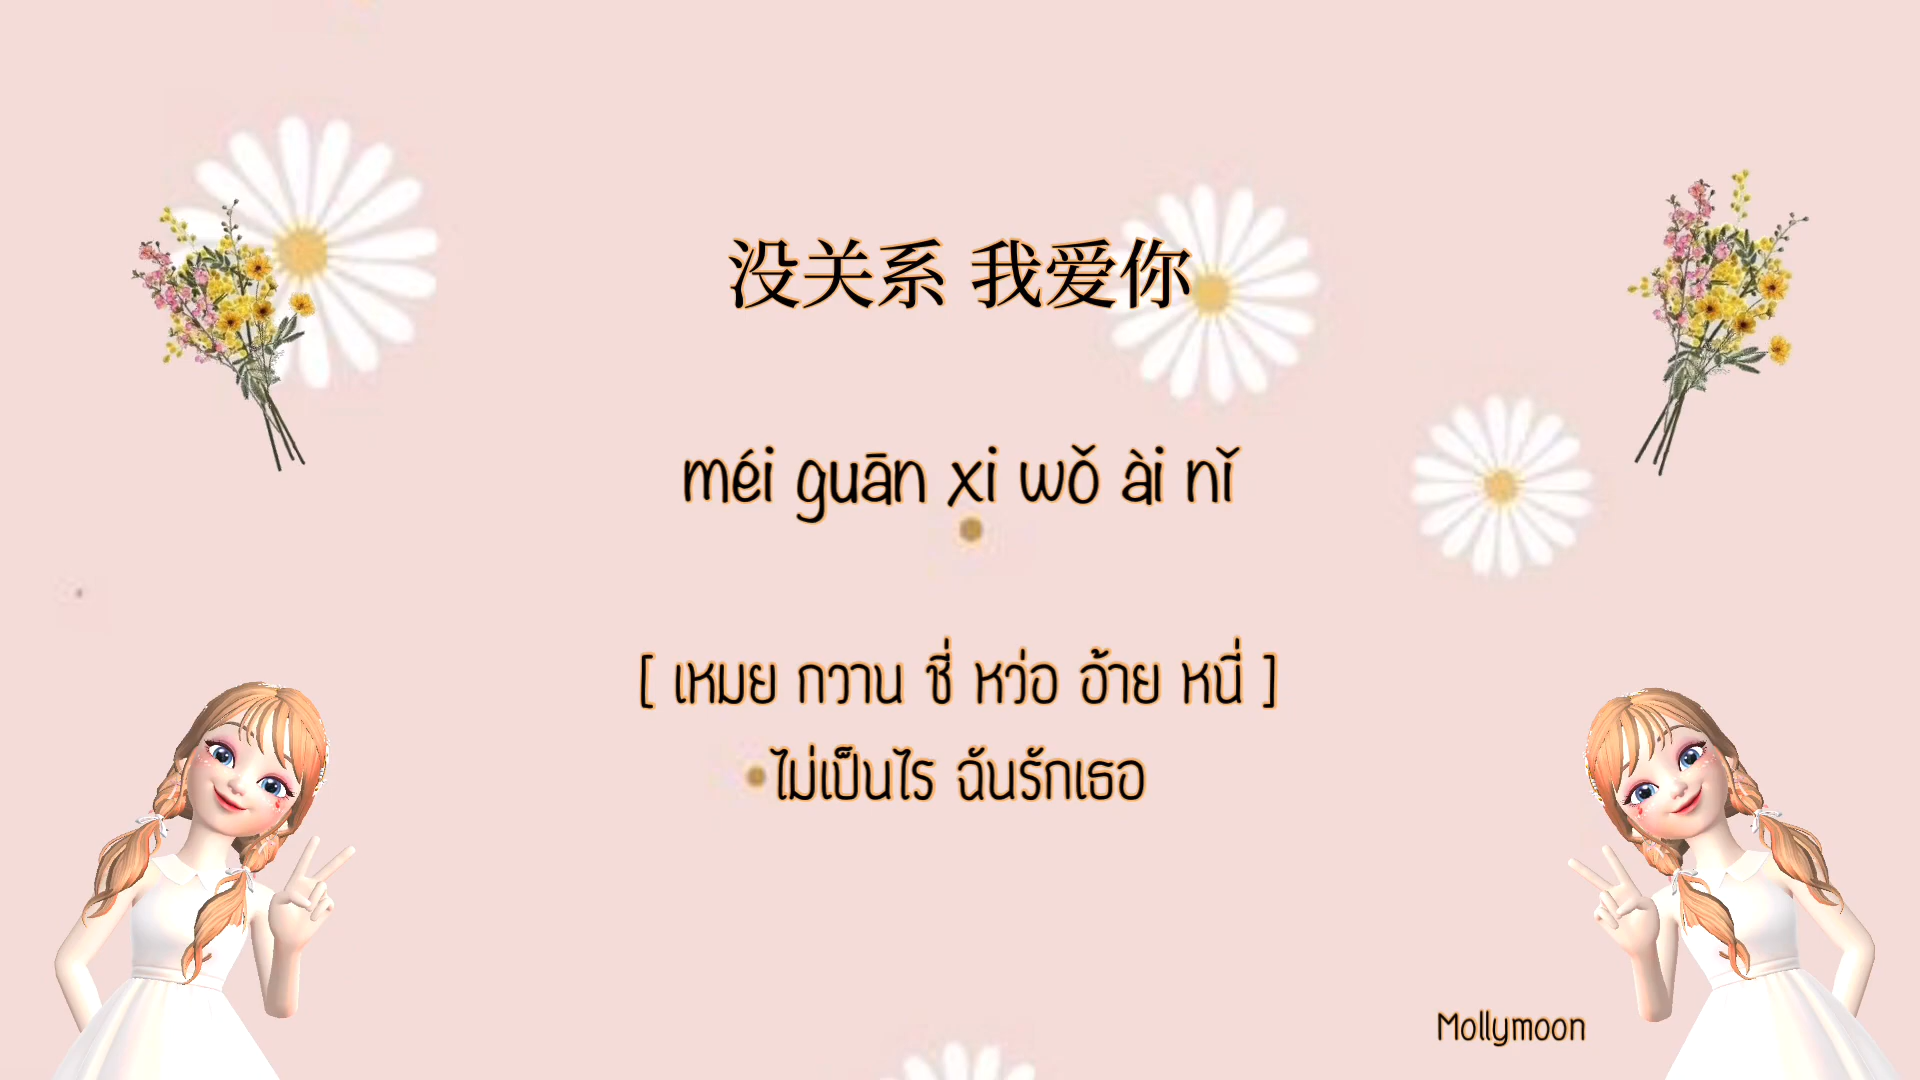 没关系 我爱你
méi guān xi wǒ ài nǐ
[ เหมย กวาน ชี่ หว่อ อ้าย หนี่ ]
ไม่เป็นไร ฉันรักเธอ
Mollymoon